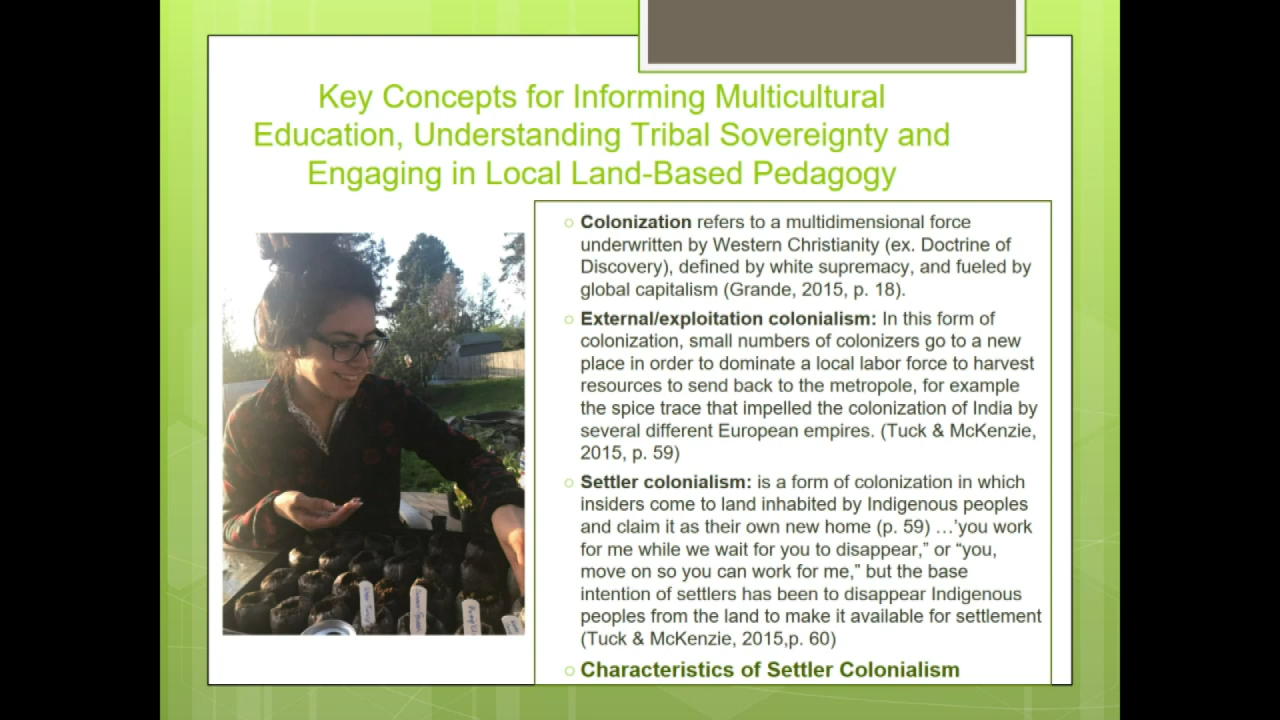 Key Concepts for Informing Multicultural
Education, Understanding Tribal Sovereignty and
Engaging in Local Land-Based Pedagogy
Colonization refers to a multidimensional force
underwritten by Western Christianity (ex. Doctrine of
Discovery), defined by white supremacy, and fueled by
global capitalism (Grande, 2015, p. 18).
External/exploitation colonialism: In this form of
colonization, small numbers of colonizers go to a new
place in order to dominate a local labor force to harvest
resources to send back to the metropole, for example
the spice trace that impelled the colonization of India by
several different European empires. (Tuck & McKenzie,
2015, p. 59)
Settler colonialism: is a form of colonization in which
insiders come to land inhabited by Indigenous peoples
and claim it as their own new home (p. 59) …’you work
for me while we wait for you to disappear,” or “you,
move on so you can work for me,” but the base
intention of settlers has been to disappear Indigenous
peoples from the land to make it available for settlement
(Tuck & McKenzie, 2015,p. 60)
Characteristics of Settler Colonialism